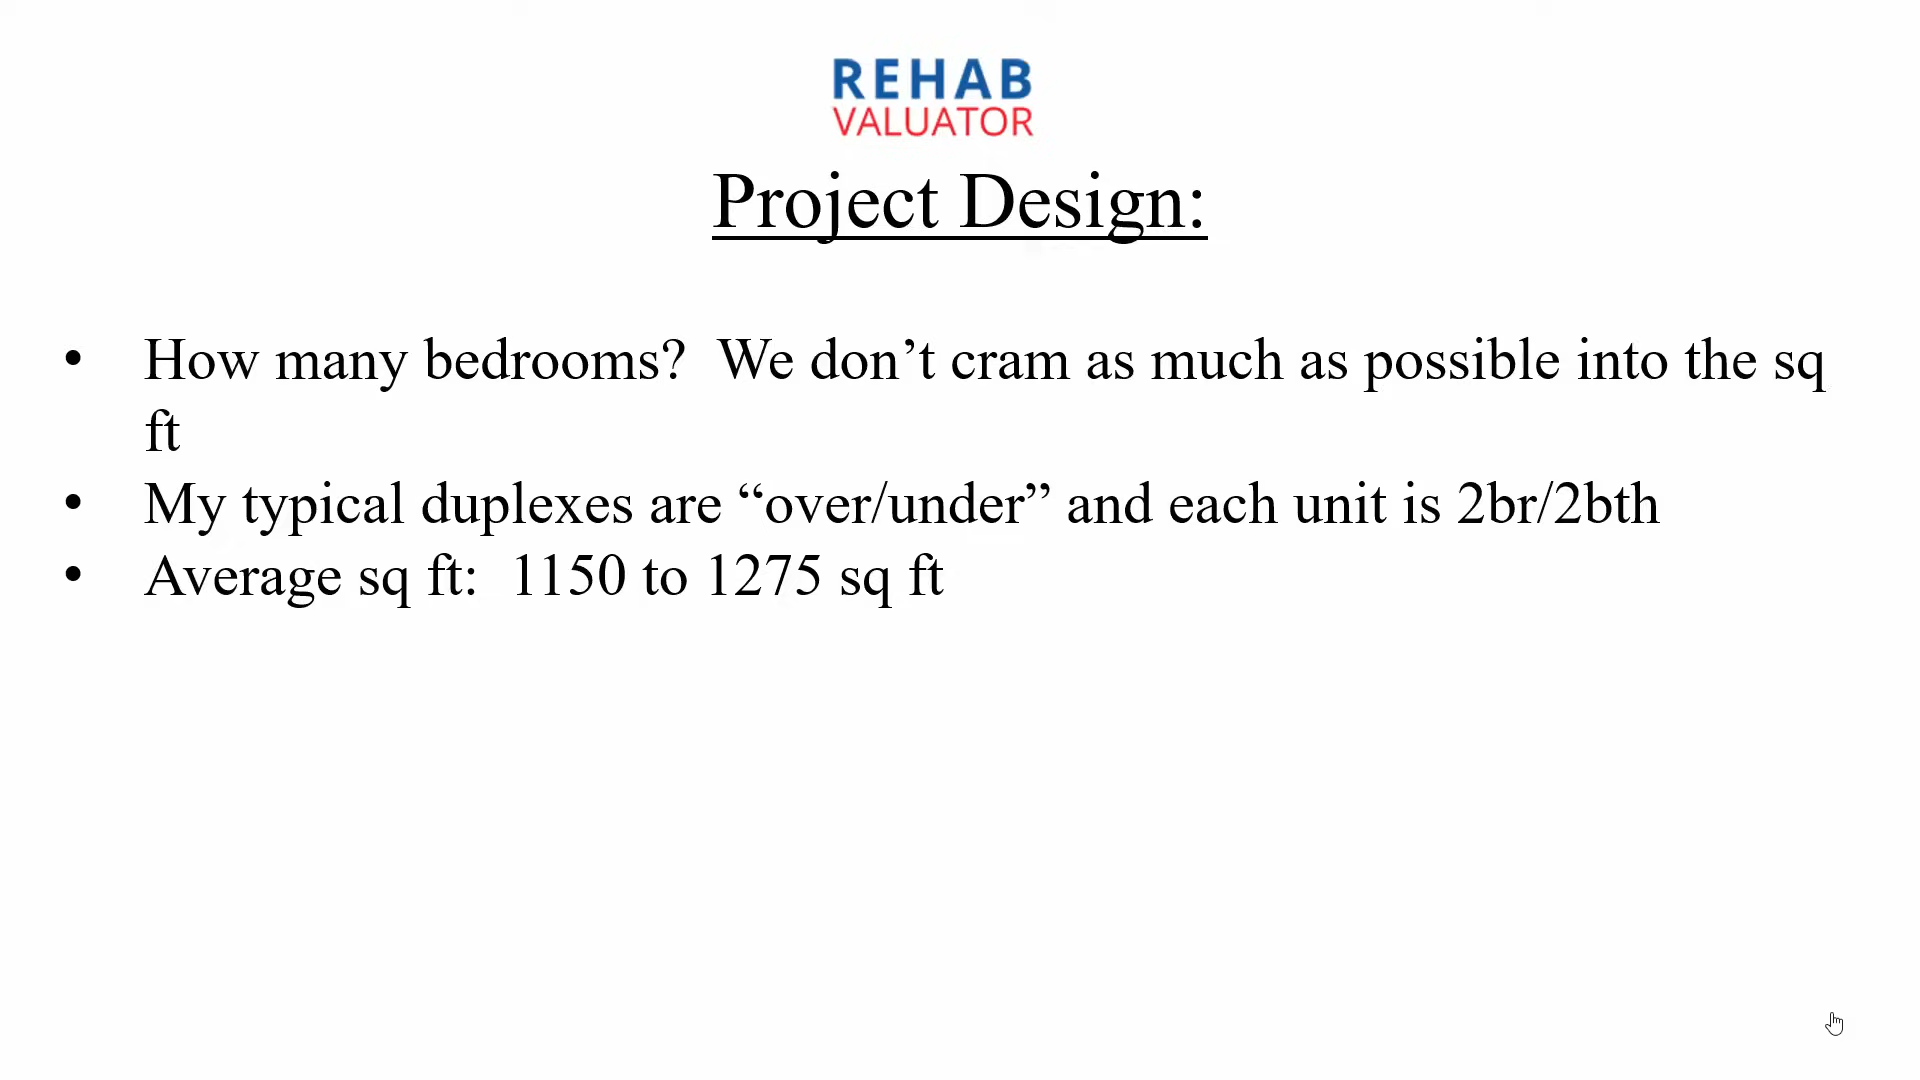 REHAB
VALUATOR
Project Design:
• How many bedrooms?  We don’t cram as much as possible into the sq
ft
• My typical duplexes are “over/under” and each unit is 2br/2bth
• Average sq ft:  1150 to 1275 sq ft